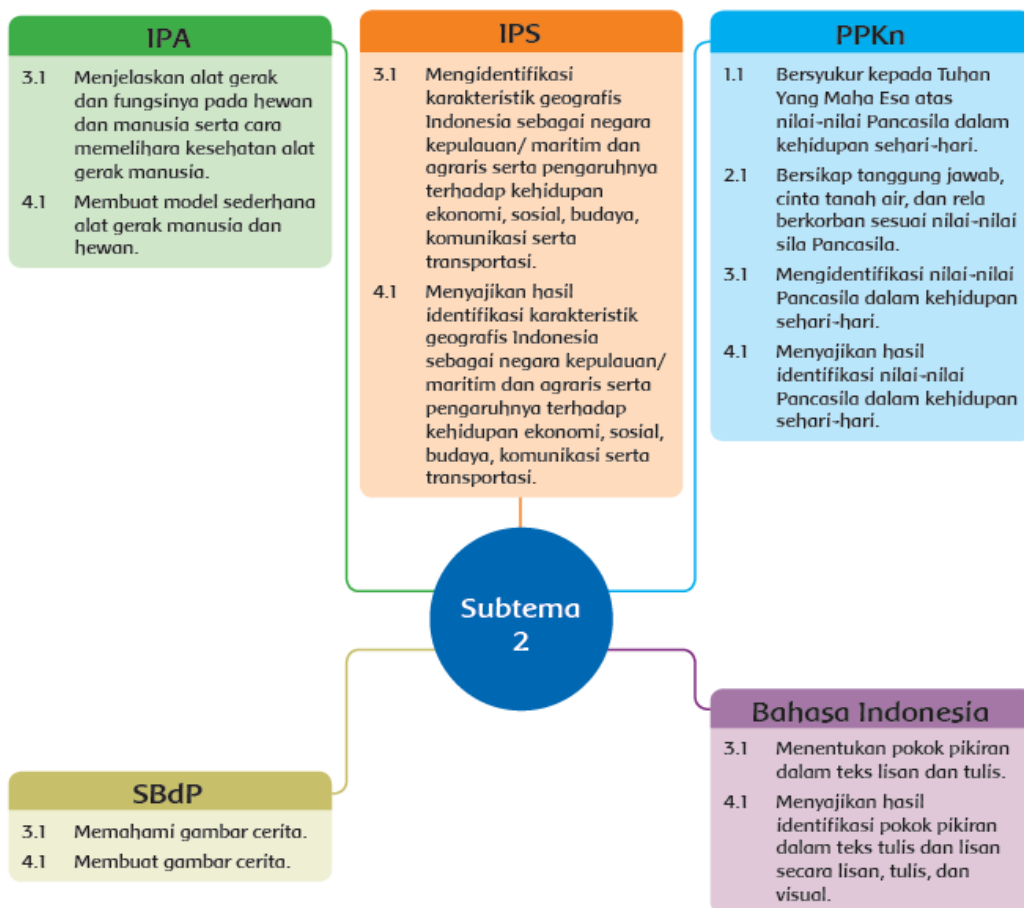 IPA
3.1 Menjelaskan alat gerak
dan fungsinya pada hewan
dan manusia serta cara
memelihara kesehatan alat
gerak manusia.
4.1 Membuat model sederhana
alat gerak manusia dan
hewan.
IPS
3.1 Mengidentifikasi
karakteristik geografis
Indonesia sebagai negara
kepulauan/ maritim dan
agraris serta pengaruhnya
terhadap kehidupan
ekonomi, sosial, budaya,
komunikasi serta
transportasi.
4.1 Menyajikan hasil
identifikasi karakteristik
geografis Indonesia
sebagai negara kepulauan/
maritim dan agraris serta
pengaruhnya terhadap
kehidupan ekonomi, sosial,
budaya, komunikasi serta
transportasi.
PPKn
1.1 Bersyukur kepada Tuhan
Yang Maha Esa atas
nilai-nilai Pancasila dalam
kehidupan sehari-hari.
2.1 Bersikap tanggung jawab,
cinta tanah air, dan rela
berkorban sesuai nilai-nilai
sila Pancasila.
3.1 Mengidentifikasi nilai-nilai
Pancasila dalam kehidupan
sehari-hari.
4.1 Menyajikan hasil
identifikasi nilai-nilai
Pancasila dalam kehidupan
sehari-hari.
Subtema
2
SBdP
3.1 Memahami gambar cerita.
4.1 Membuat gambar cerita.
Bahasa Indonesia
3.1 Menentukan pokok pikiran
dalam teks lisan dan tulis.
4.1 Menyajikan hasil
identifikasi pokok pikiran
dalam teks tulis dan lisan
secara lisan, tulis, dan
visual.